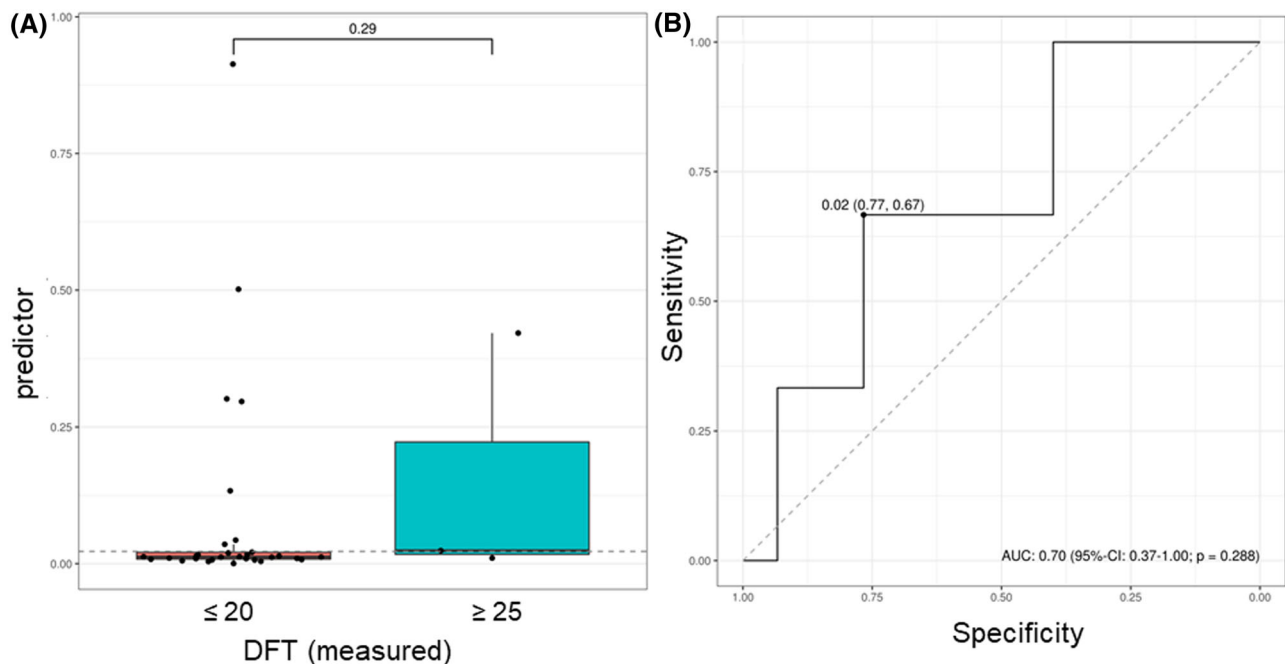 (A)
1.00
0.75
0.50
0.25
0.00
predictor
0.29
≤ 20
≥ 25
DFT (measured)
(B)
1.00
0.75
0.50
0.25
0.00
Sensitivity
0.02 (0.77, 0.67)
AUC: 0.70 (95%-CI: 0.37-1.00; p = 0.288)
1.00 0.75 0.50 0.25 0.00
Specificity